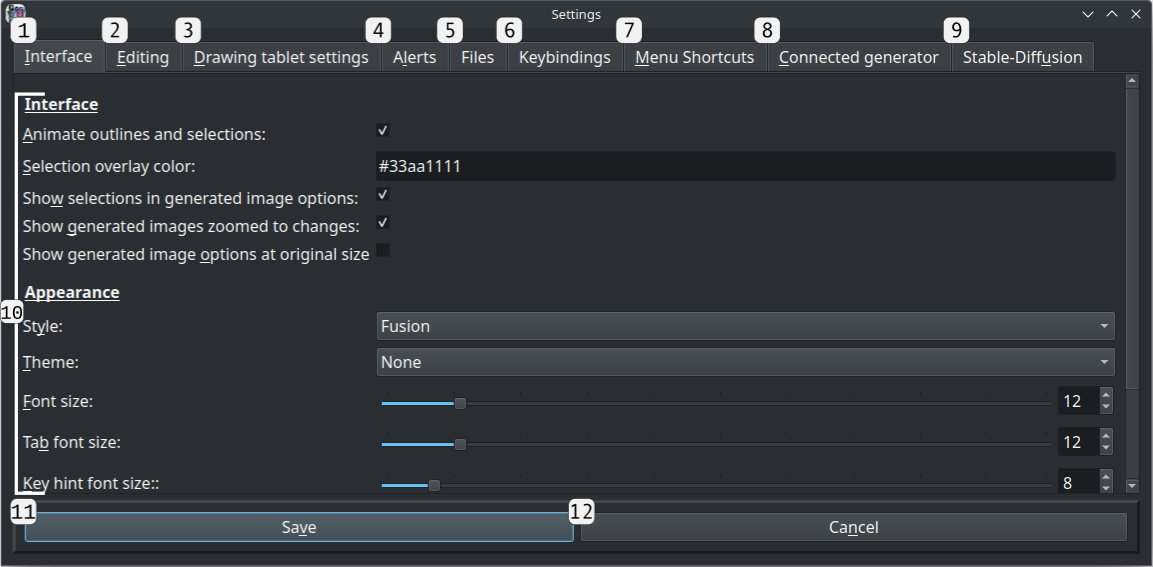 Settings
1 2 3 4 5 6 7 8 9
Interface Editing Drawing tablet settings Alerts Files Keybindings Menu Shortcuts Connected generator Stable-Diffusion
Interface
Animate outlines and selections:
Selection overlay color: #33aa1111
Show selections in generated image options:
Show generated images zoomed to changes:
Show generated image options at original size
Appearance
10
Style: Fusion
Theme: None
Font size: 12
Tab font size: 12
Key hint font size:: 8
11 12
Save Cancel